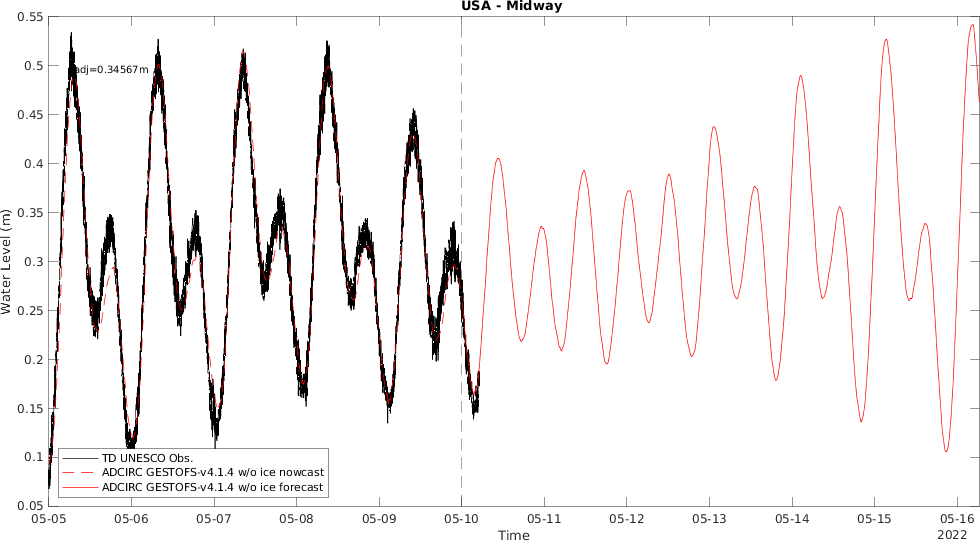 USA - Midway
0.55
0.5
0.45
0.4
0.35
0.3
0.25
0.2
0.15
0.1
0.05
Water Level (m)
adj=0.34567m
TD UNESCO Obs.
ADCIRC GESTOFS-v4.1.4 w/o ice nowcast
ADCIRC GESTOFS-v4.1.4 w/o ice forecast
05-05 05-06 05-07 05-08 05-09 05-10 05-11 05-12 05-13 05-14 05-15 05-16
Time
2022